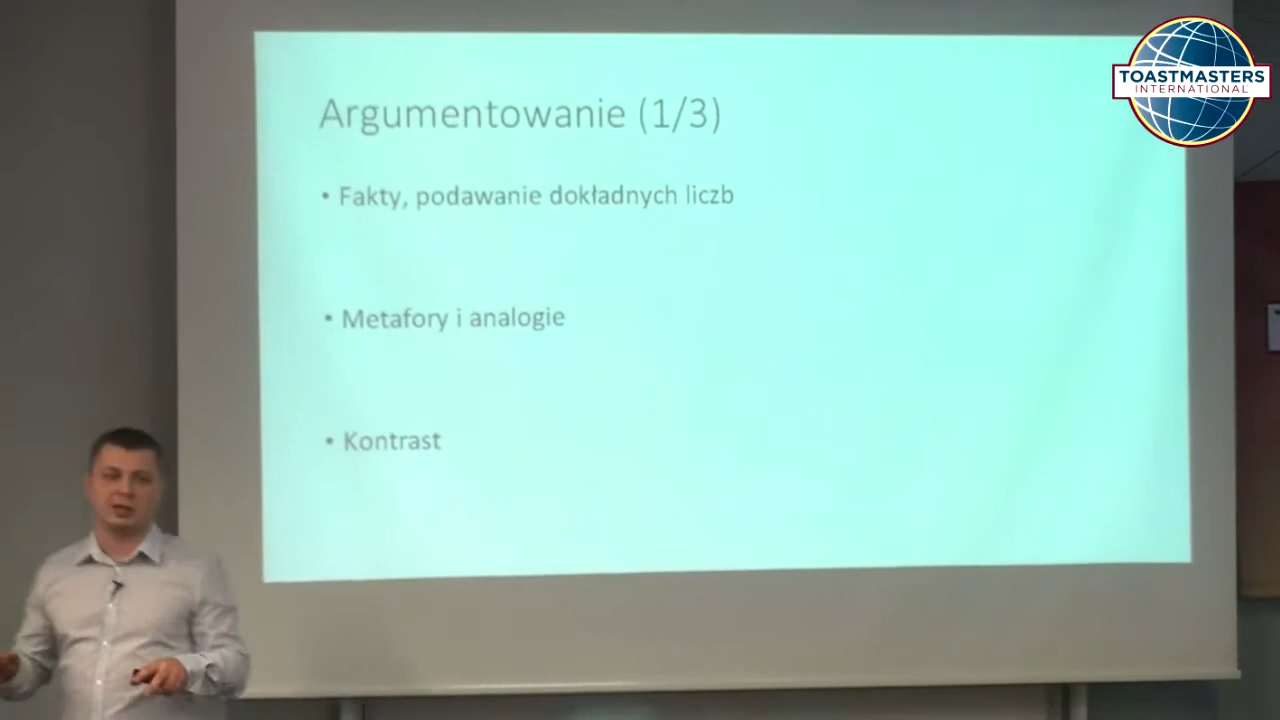 Argumentowanie (1/3)
• Fakty, podawanie dokładnych liczb
• Metafory i analogie
• Kontrast
TOASTMASTERS
INTERNATIONAL